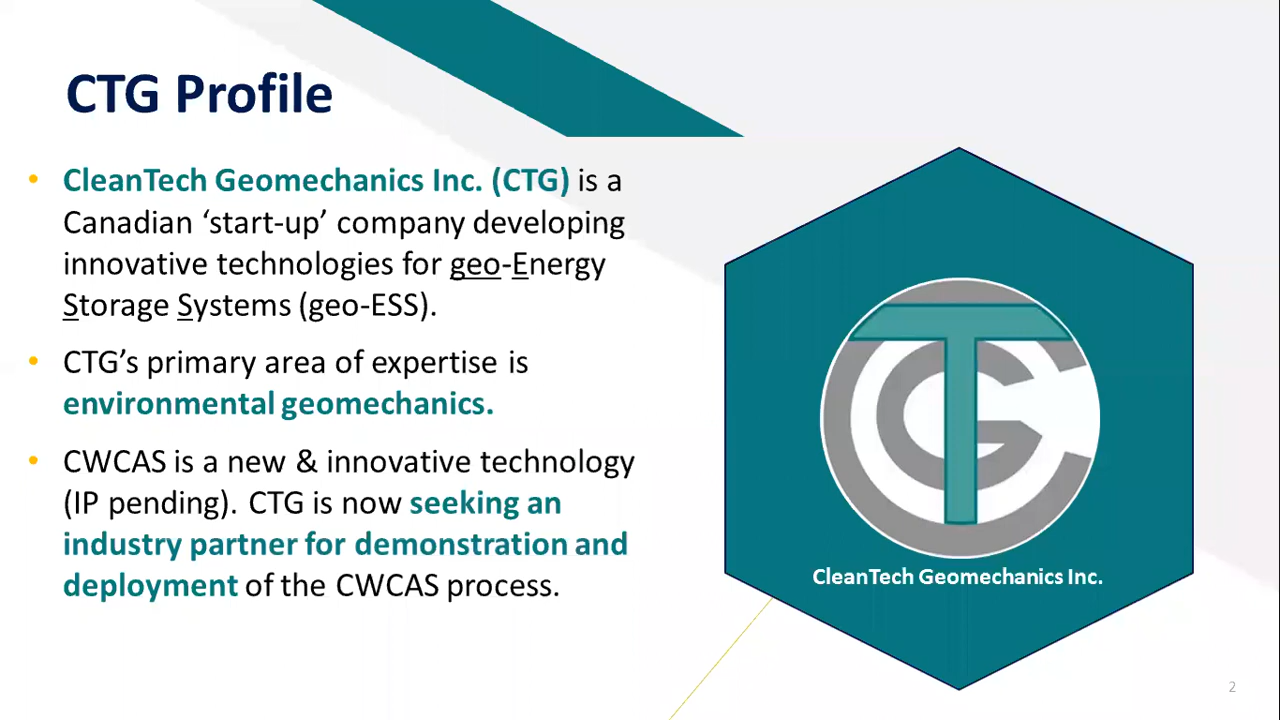 CTG Profile
• CleanTech Geomechanics Inc. (CTG) is a
Canadian ‘start-up’ company developing
innovative technologies for geo-Energy
Storage Systems (geo-ESS).
• CTG’s primary area of expertise is
environmental geomechanics.
• CWCAS is a new & innovative technology
(IP pending). CTG is now seeking an
industry partner for demonstration and
deployment of the CWCAS process.
CTG
CleanTech Geomechanics Inc.
2